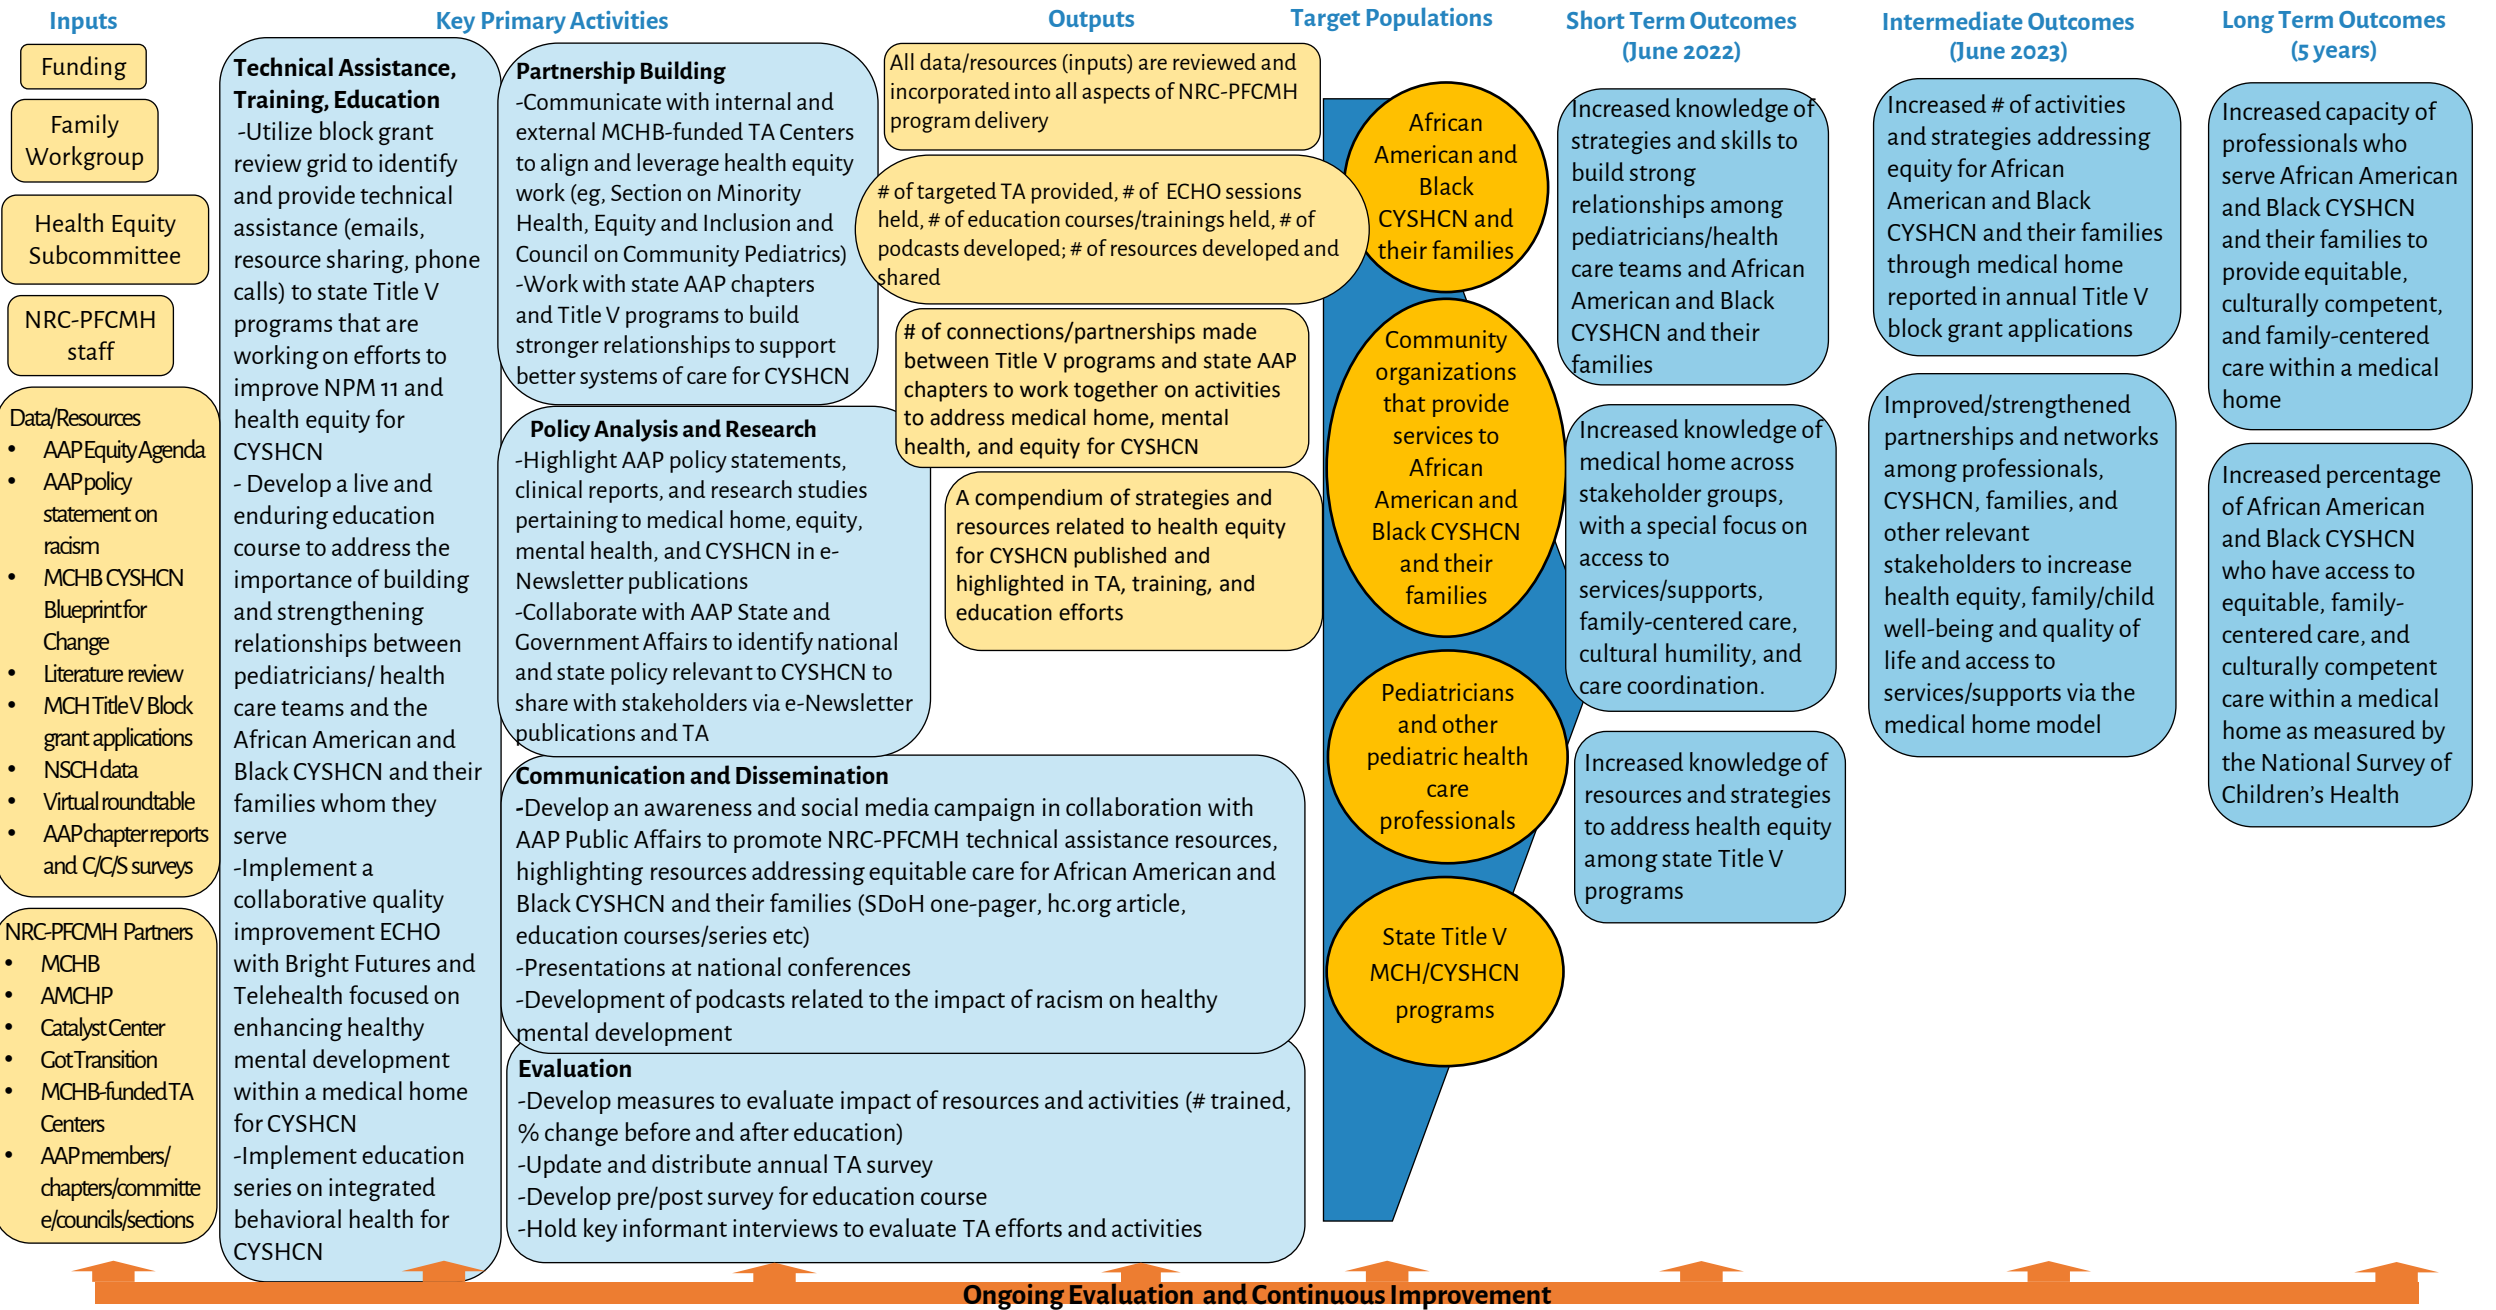 Inputs
Key Primary Activities
Outputs
Target Populations
Short Term Outcomes
(June 2022)
Intermediate Outcomes
(June 2023)
Long Term Outcomes
(5 years)
Funding
Family
Workgroup
Health Equity
Subcommittee
NRC-PFCMH
staff
Data/Resources
• AAP Equity Agenda
• AAP policy
statement on
racism
• MCHB CYSHCN
Blueprint for
Change
• Literature review
• MCH Title V Block
grant applications
• NSCH data
• Virtual roundtable
• AAP chapter reports
and C/C/S surveys
NRC-PFCMH Partners
• MCHB
• AMCHP
• Catalyst Center
• Got Transition
• MCHB-funded TA
Centers
• AAP members/
chapters/committe
e/councils/sections
Technical Assistance,
Training, Education
-Utilize block grant
review grid to identify
and provide technical
assistance (emails,
resource sharing, phone
calls) to state Title V
programs that are
working on efforts to
improve NPM 11 and
health equity for
CYSHCN
- Develop a live and
enduring education
course to address the
importance of building
and strengthening
relationships between
pediatricians/ health
care teams and the
African American and
Black CYSHCN and their
families whom they
serve
-Implement a
collaborative quality
improvement ECHO
with Bright Futures and
Telehealth focused on
enhancing healthy
mental development
within a medical home
for CYSHCN
-Implement education
series on integrated
behavioral health for
CYSHCN
Partnership Building
-Communicate with internal and
external MCHB-funded TA Centers
to align and leverage health equity
work (eg, Section on Minority
Health, Equity and Inclusion and
Council on Community Pediatrics)
-Work with state AAP chapters
and Title V programs to build
stronger relationships to support
better systems of care for CYSHCN
Policy Analysis and Research
-Highlight AAP policy statements,
clinical reports, and research studies
pertaining to medical home, equity,
mental health, and CYSHCN in e-
Newsletter publications
-Collaborate with AAP State and
Government Affairs to identify national
and state policy relevant to CYSHCN to
share with stakeholders via e-Newsletter
publications and TA
Communication and Dissemination
-Develop an awareness and social media campaign in collaboration with
AAP Public Affairs to promote NRC-PFCMH technical assistance resources,
highlighting resources addressing equitable care for African American and
Black CYSHCN and their families (SDoH one-pager, hc.org article,
education courses/series etc)
-Presentations at national conferences
-Development of podcasts related to the impact of racism on healthy
mental development
Evaluation
-Develop measures to evaluate impact of resources and activities (# trained,
% change before and after education)
-Update and distribute annual TA survey
-Develop pre/post survey for education course
-Hold key informant interviews to evaluate TA efforts and activities
All data/resources (inputs) are reviewed and
incorporated into all aspects of NRC-PFCMH
program delivery
# of targeted TA provided, # of ECHO sessions
held, # of education courses/trainings held, # of
podcasts developed; # of resources developed and
shared
# of connections/partnerships made
between Title V programs and state AAP
chapters to work together on activities
to address medical home, mental
health, and equity for CYSHCN
A compendium of strategies and
resources related to health equity
for CYSHCN published and
highlighted in TA, training, and
education efforts
African
American and
Black
CYSHCN and
their families
Community
organizations
that provide
services to
African
American and
Black CYSHCN
and their
families
Pediatricians
and other
pediatric health
care
professionals
State Title V
MCH/CYSHCN
programs
Increased knowledge of
strategies and skills to
build strong
relationships among
pediatricians/health
care teams and African
American and Black
CYSHCN and their
families
Increased knowledge of
medical home across
stakeholder groups,
with a special focus on
access to
services/supports,
family-centered care,
cultural humility, and
care coordination.
Increased knowledge of
resources and strategies
to address health equity
among state Title V
programs
Increased # of activities
and strategies addressing
equity for African
American and Black
CYSHCN and their families
through medical home
reported in annual Title V
block grant applications
Improved/strengthened
partnerships and networks
among professionals,
CYSHCN, families, and
other relevant
stakeholders to increase
health equity, family/child
well-being and quality of
life and access to
services/supports via the
medical home model
Increased capacity of
professionals who
serve African American
and Black CYSHCN
and their families to
provide equitable,
culturally competent,
and family-centered
care within a medical
home
Increased percentage
of African American
and Black CYSHCN
who have access to
equitable, family-
centered care, and
culturally competent
care within a medical
home as measured by
the National Survey of
Children's Health
Ongoing Evaluation and Continuous Improvement